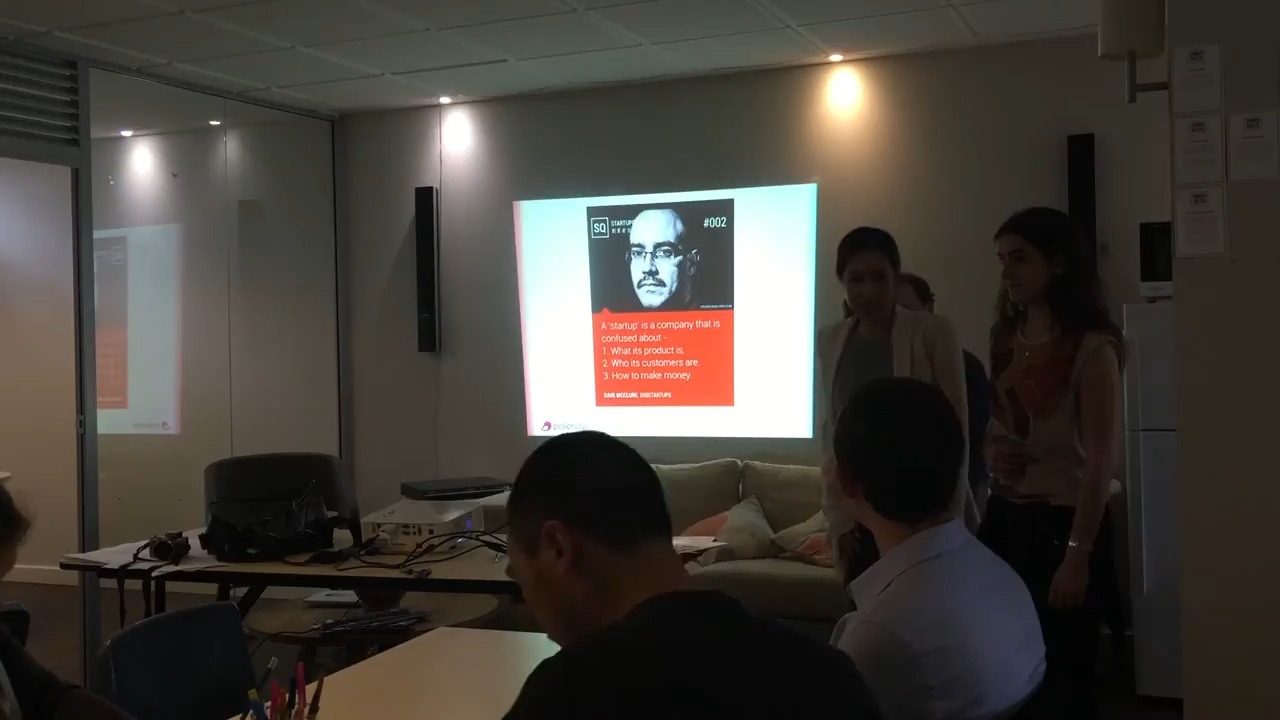 SQ
STARTUP
#002
A 'startup' is a company that is
confused about -
1. What its product is,
2. Who its customers are.
3. How to make money.
DAVE MCCLURE, 500STARTUPS